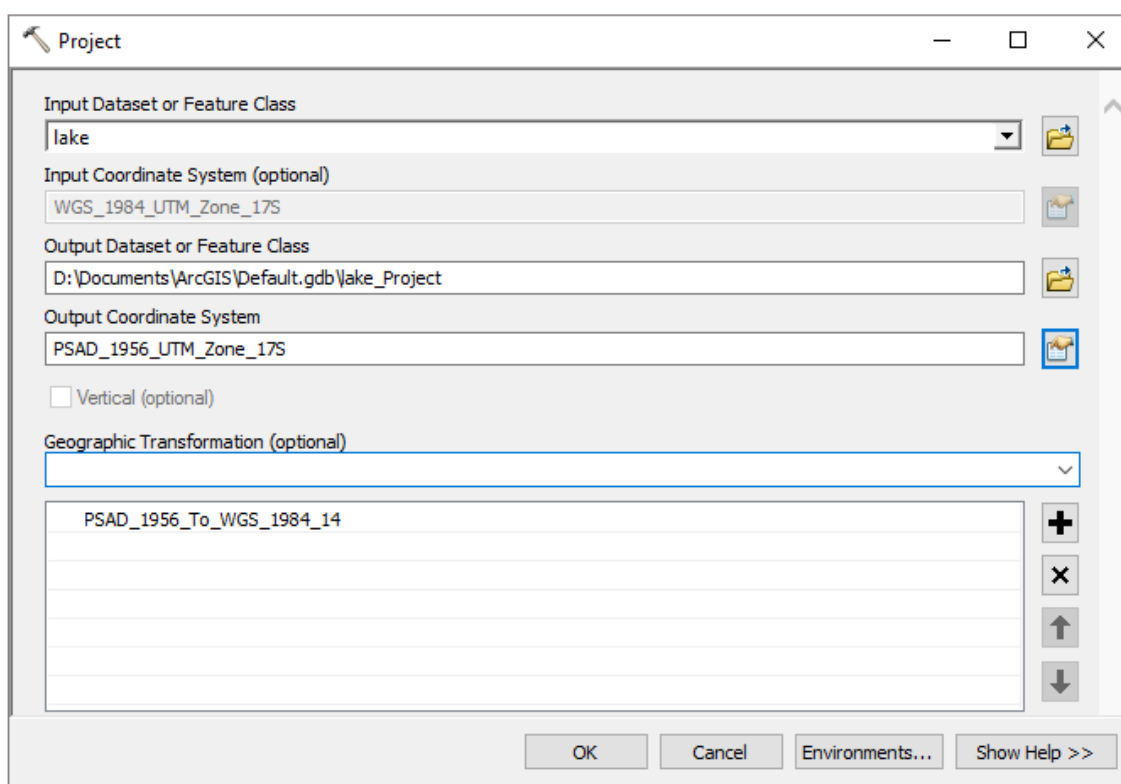 Project
Input Dataset or Feature Class
lake
Input Coordinate System (optional)
WGS_1984_UTM_Zone_17S
Output Dataset or Feature Class
D:\Documents\ArcGIS\Default.gdb\lake_Project
Output Coordinate System
PSAD_1956_UTM_Zone_17S
Vertical (optional)
Geographic Transformation (optional)
PSAD_1956_To_WGS_1984_14
OK Cancel Environments... Show Help >>